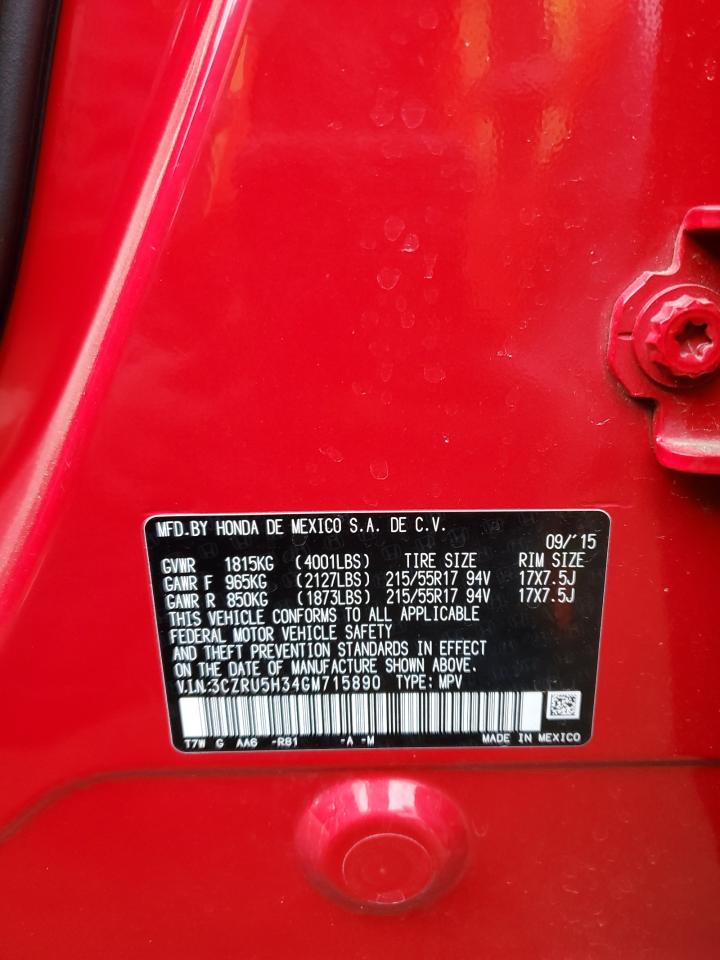 MFD.BY HONDA DE MEXICO S.A. DE C.V.
09/'15
GVWR 1815KG (4001LBS) TIRE SIZE RIM SIZE
GAWR F 965KG (2127LBS) 215/55R17 94V 17X7.5J
GAWR R 850KG (1873LBS) 215/55R17 94V 17X7.5J
THIS VEHICLE CONFORMS TO ALL APPLICABLE
FEDERAL MOTOR VEHICLE SAFETY
AND THEFT PREVENTION STANDARDS IN EFFECT
ON THE DATE OF MANUFACTURE SHOWN ABOVE.
V.I.N:3CZRU5H34GM715890 TYPE: MPV
T7W G AA6 -R81 -A -M MADE IN MEXICO